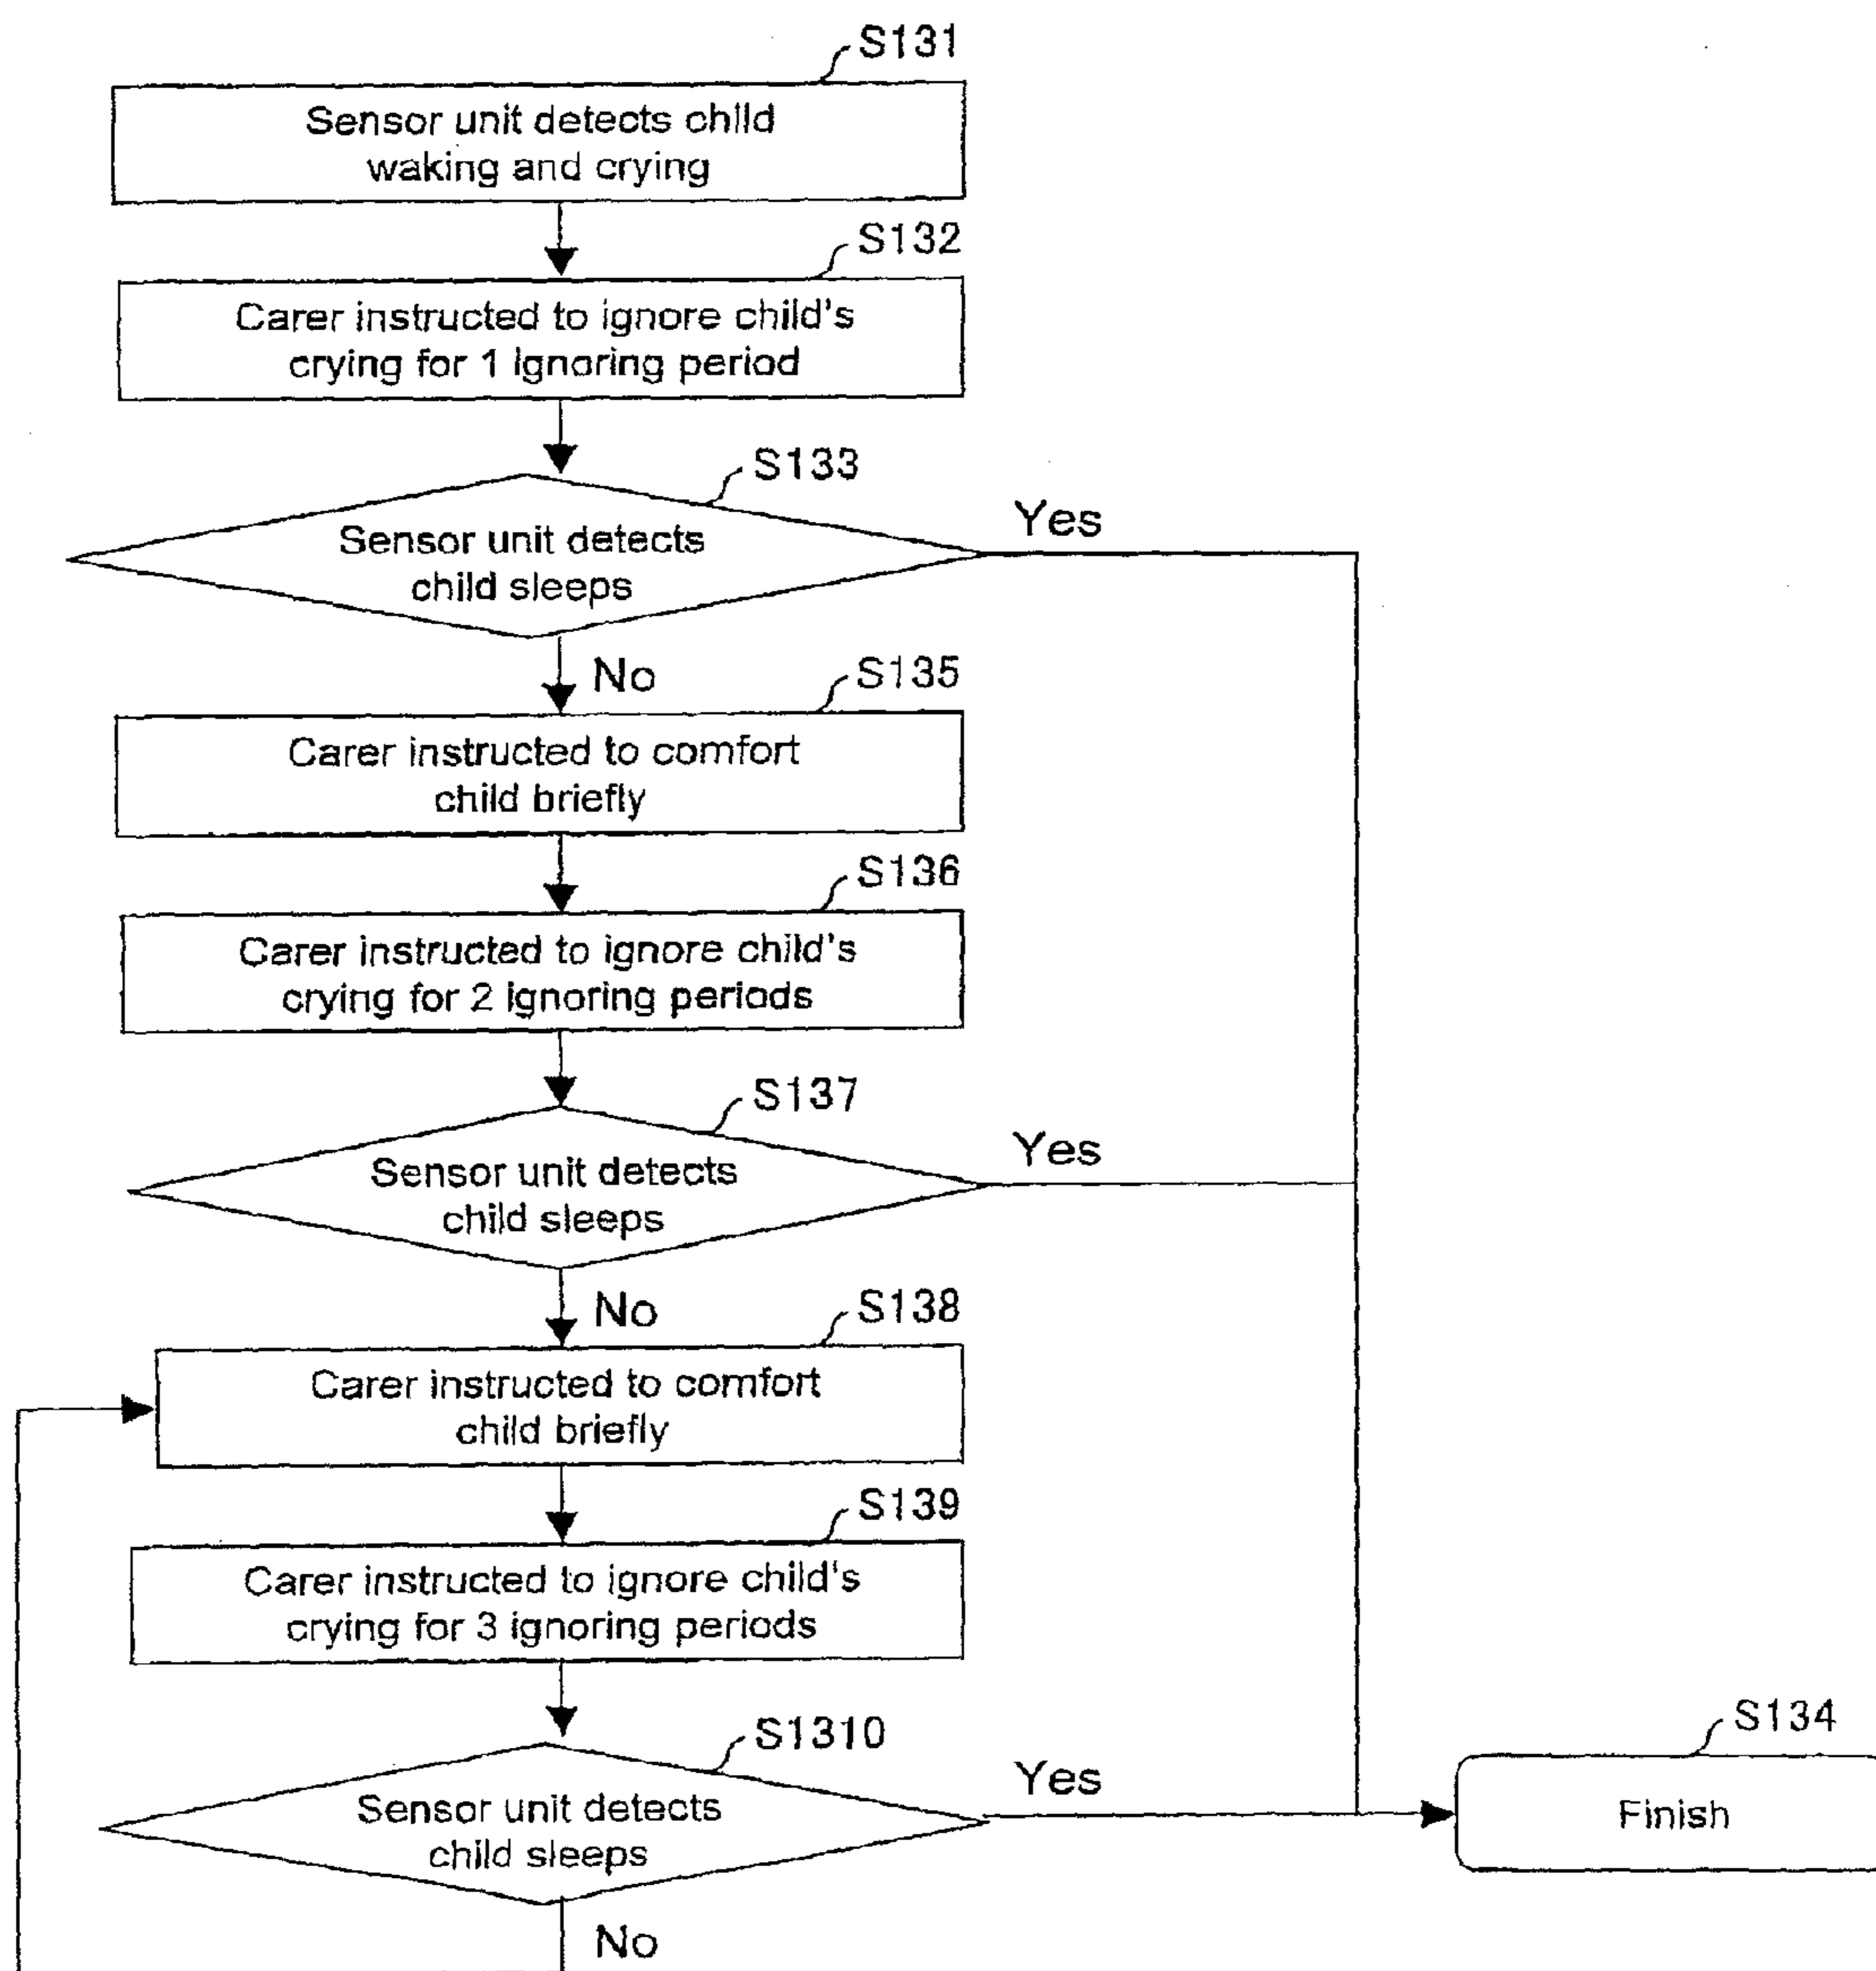 S131
Sensor unit detects child
waking and crying
S132
Carer instructed to ignore child's
crying for 1 ignoring period
S133
Sensor unit detects
child sleeps
Yes
No
S135
Carer instructed to comfort
child briefly
S136
Carer instructed to ignore child's
crying for 2 ignoring periods
S137
Sensor unit detects
child sleeps
Yes
No
S138
Carer instructed to comfort
child briefly
S139
Carer instructed to ignore child's
crying for 3 ignoring periods
S1310
Sensor unit detects
child sleeps
Yes
No
S134
Finish